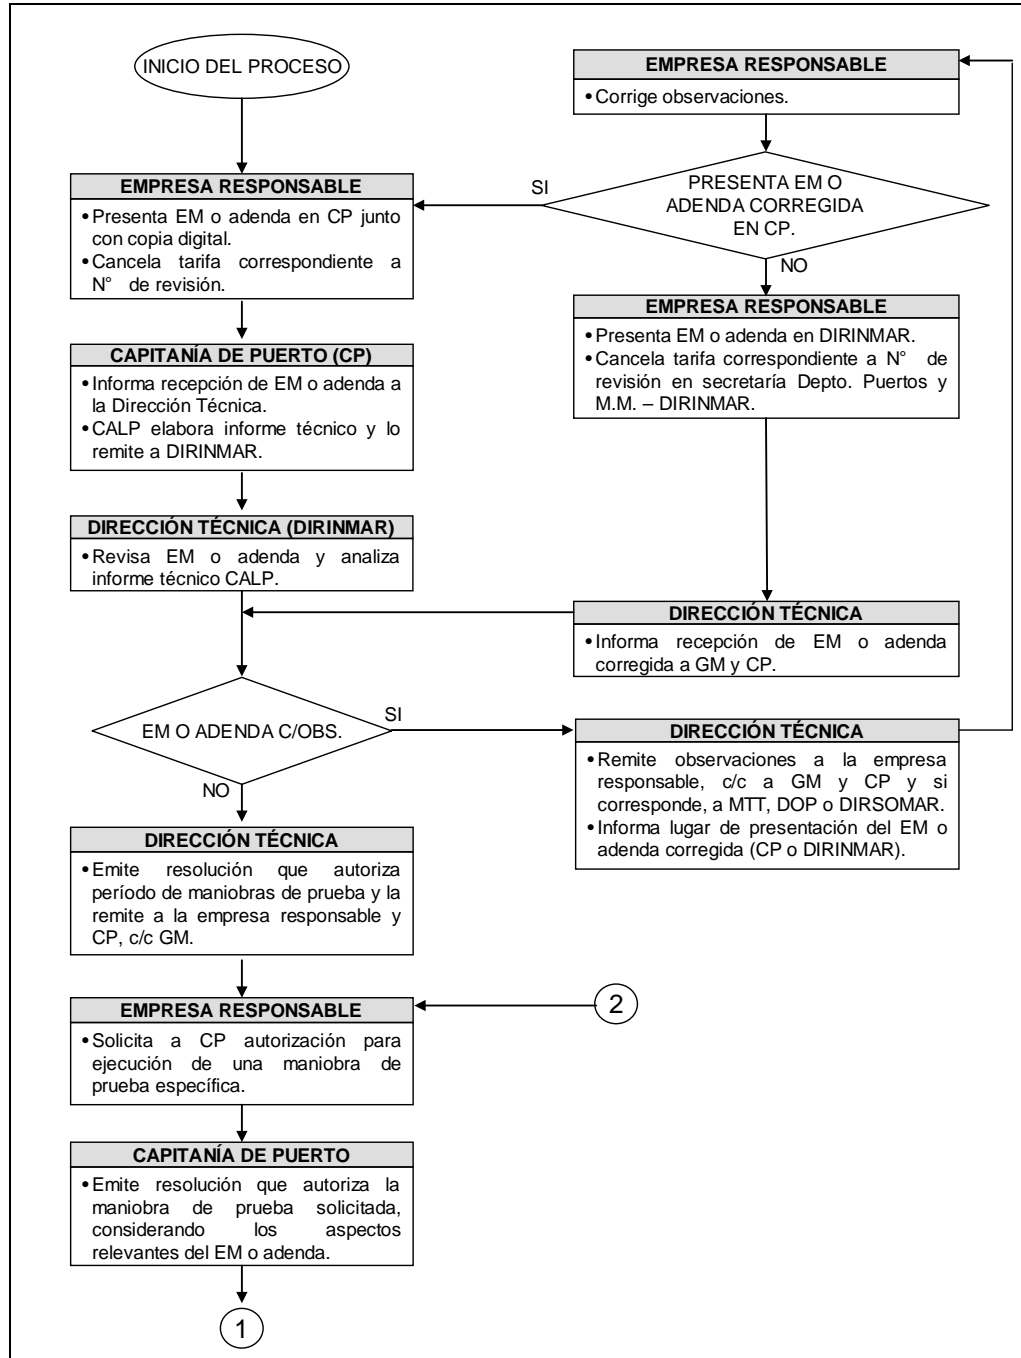 INICIO DEL PROCESO
EMPRESA RESPONSABLE
• Presenta EM o adenda en CP junto
con copia digital.
• Cancela tarifa correspondiente a
N° de revisión.
CAPITANÍA DE PUERTO (CP)
• Informa recepción de EM o adenda a
la Dirección Técnica.
• CALP elabora informe técnico y lo
remite a DIRINMAR.
DIRECCIÓN TÉCNICA (DIRINMAR)
• Revisa EM o adenda y analiza
informe técnico CALP.
EM O ADENDA C/OBS.
SI
NO
DIRECCIÓN TÉCNICA
• Emite resolución que autoriza
período de maniobras de prueba y la
remite a la empresa responsable y
CP, c/c GM.
EMPRESA RESPONSABLE
• Solicita a CP autorización para
ejecución de una maniobra de
prueba específica.
CAPITANÍA DE PUERTO
• Emite resolución que autoriza la
maniobra de prueba solicitada,
considerando los aspectos
relevantes del EM o adenda.
1
EMPRESA RESPONSABLE
• Corrige observaciones.
PRESENTA EM O
ADENDA CORREGIDA
EN CP.
SI
NO
EMPRESA RESPONSABLE
• Presenta EM o adenda en DIRINMAR.
• Cancela tarifa correspondiente a N° de
revisión en secretaría Depto. Puertos y
M.M. – DIRINMAR.
DIRECCIÓN TÉCNICA
• Informa recepción de EM o adenda
corregida a GM y CP.
DIRECCIÓN TÉCNICA
• Remite observaciones a la empresa
responsable, c/c a GM y CP y si
corresponde, a MTT, DOP o DIRSOMAR.
• Informa lugar de presentación del EM o
adenda corregida (CP o DIRINMAR).
2